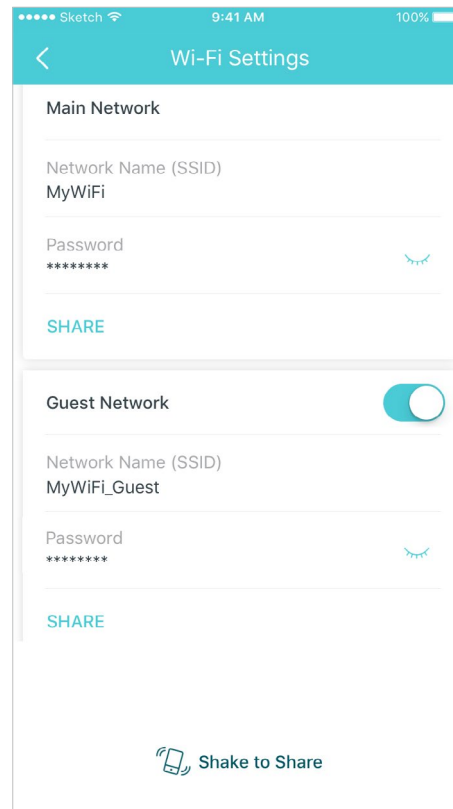 Sketch 9:41 AM 100%
Wi-Fi Settings
Main Network
Network Name (SSID)
MyWiFi
Password
********
SHARE
Guest Network
Network Name (SSID)
MyWiFi_Guest
Password
********
SHARE
Shake to Share